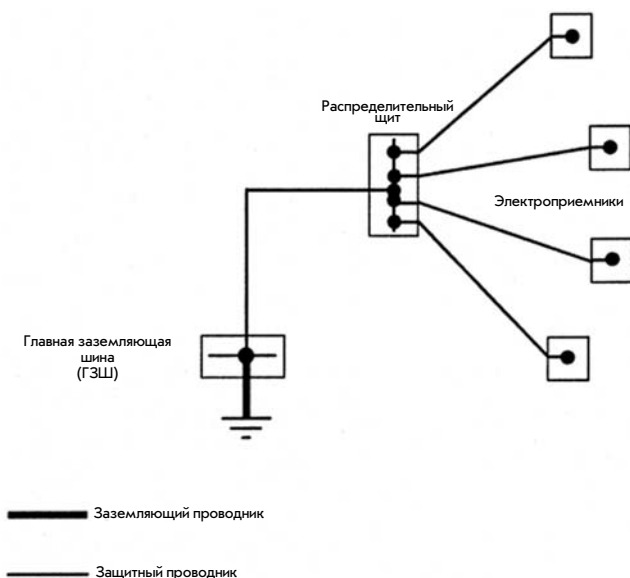 Распределительный
щит
Электроприемники
Главная заземляющая
шина
(ГЗШ)
Заземляющий проводник
Защитный проводник